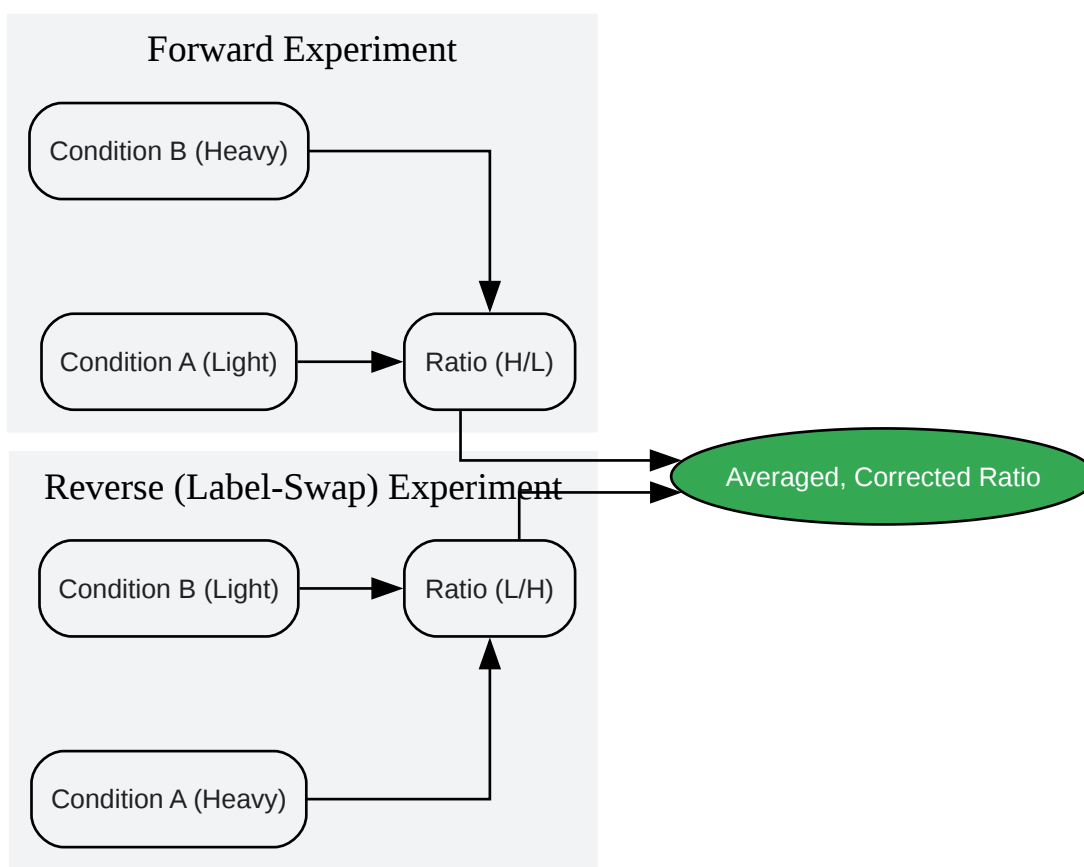 Forward Experiment
Condition B (Heavy)
Condition A (Light)
Ratio (H/L)
Averaged, Corrected Ratio
Reverse (Label-Swap) Experiment
Condition B (Light)
Ratio (L/H)
Condition A (Heavy)